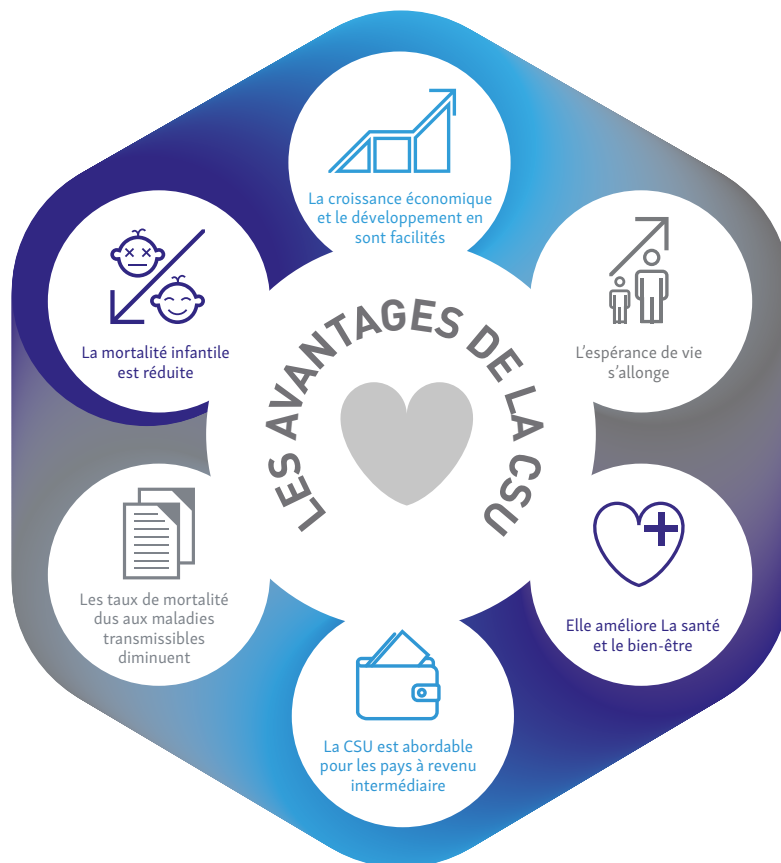 LES AVANTAGES DE LA CSU
La croissance économique
et le développement en
sont facilités
L'espérance de vie
s'allonge
Elle améliore La santé
et le bien-être
La CSU est abordable
pour les pays à revenu
intermédiaire
Les taux de mortalité
dus aux maladies
transmissibles
diminuent
La mortalité infantile
est réduite